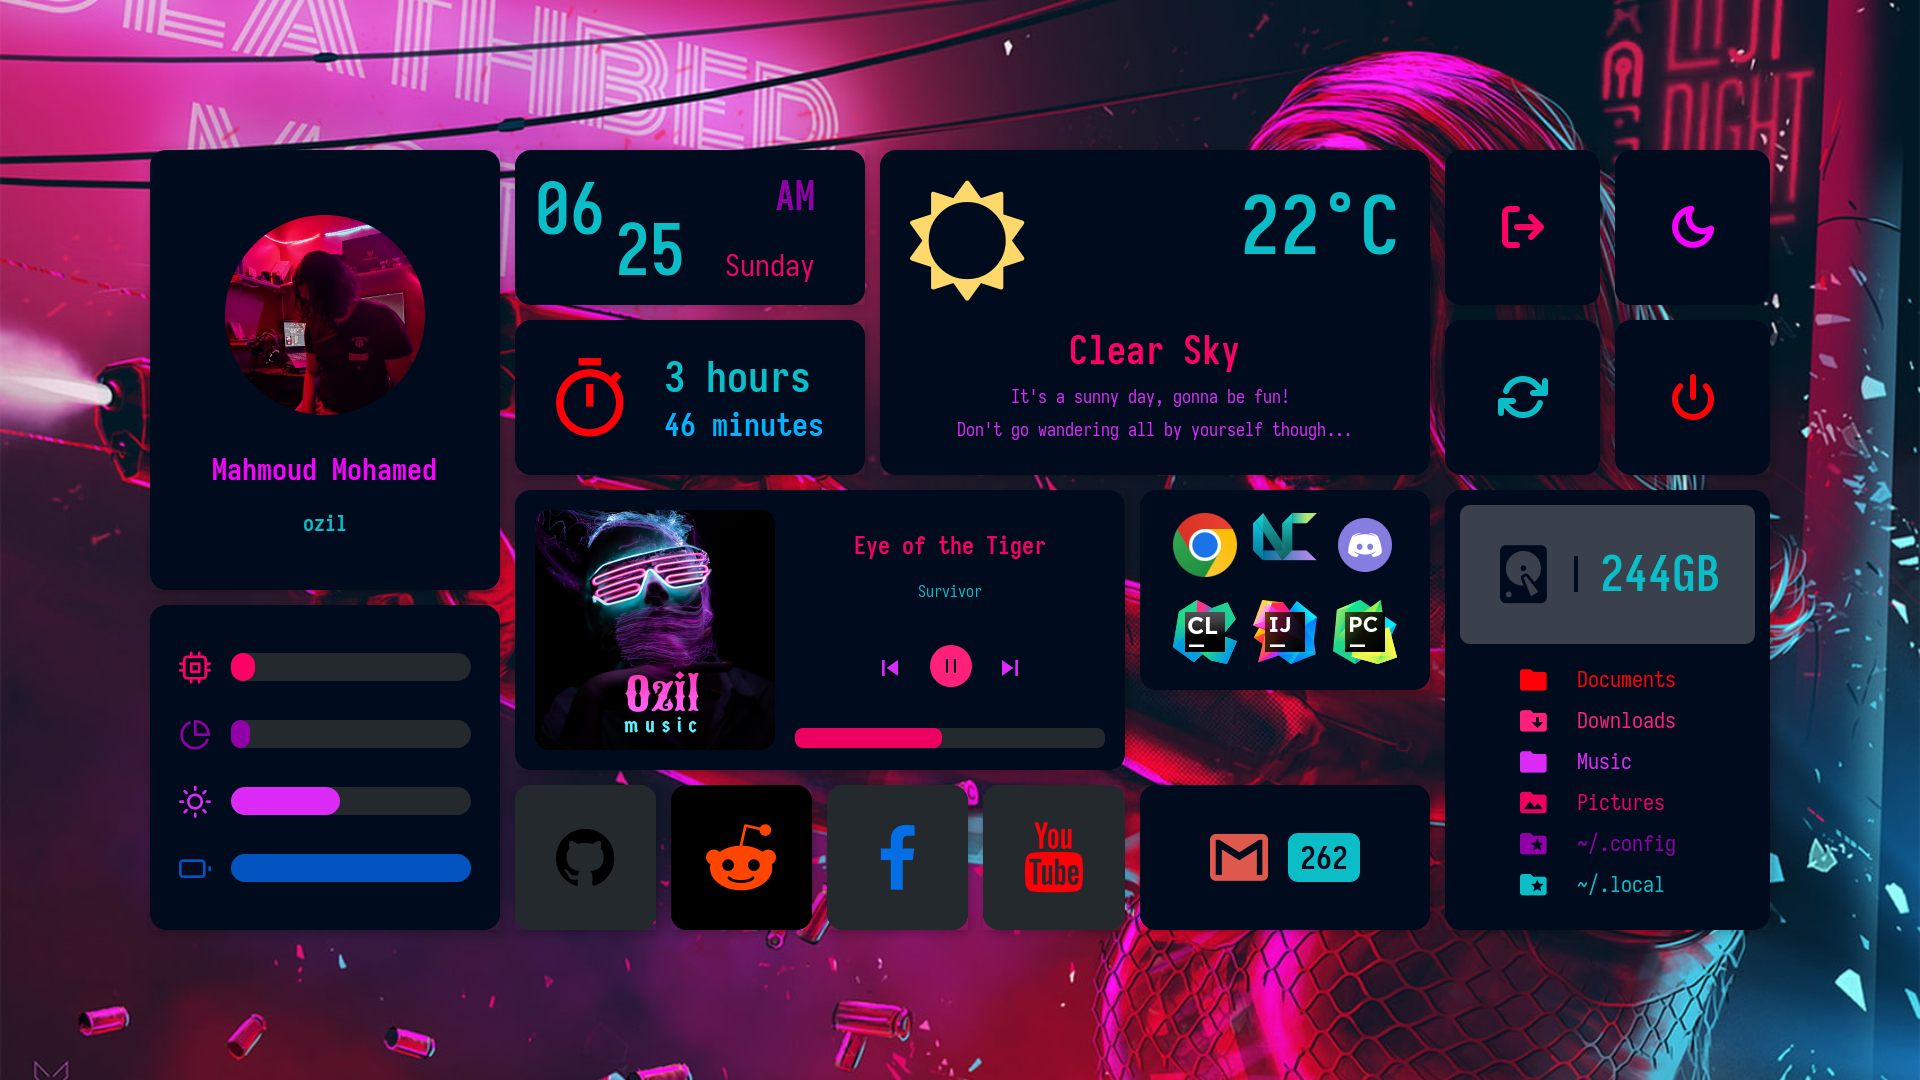 DEATHBED
NIGHT
Mahmoud Mohamed
ozil
06
25
AM
Sunday
3 hours
46 minutes
22°C
Clear Sky
It's a sunny day, gonna be fun!
Don't go wandering all by yourself though...
Ozil
music
Eye of the Tiger
Survivor
CL
IJ
PC
244GB
Documents
Downloads
Music
Pictures
~/.config
~/.local
You
Tube
262